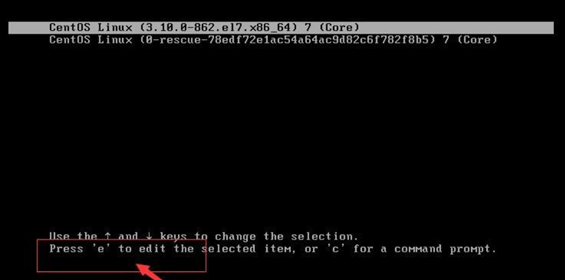 CentOS Linux (3.10.0-862.el7.x86_64) 7 (Core)
CentOS Linux (0-rescue-78edf72e1ac54a64ac9d82c6f782f8b5) 7 (Core)
Use the ↑ and ↓ keys to change the selection.
Press 'e' to edit the selected item, or 'c' for a command prompt.